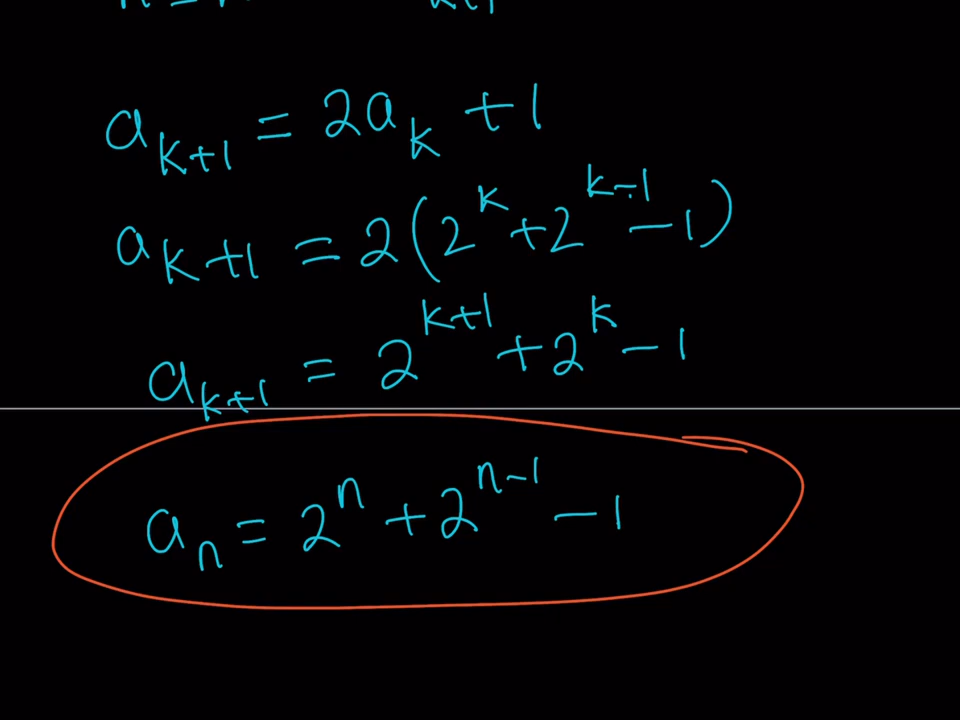 a_{k+1} = 2a_k + 1
a_{k+1} = 2(2^k + 2^{k-1} - 1)
a_{k+1} = 2^{k+1} + 2^k - 1
a_n = 2^n + 2^{n-1} - 1